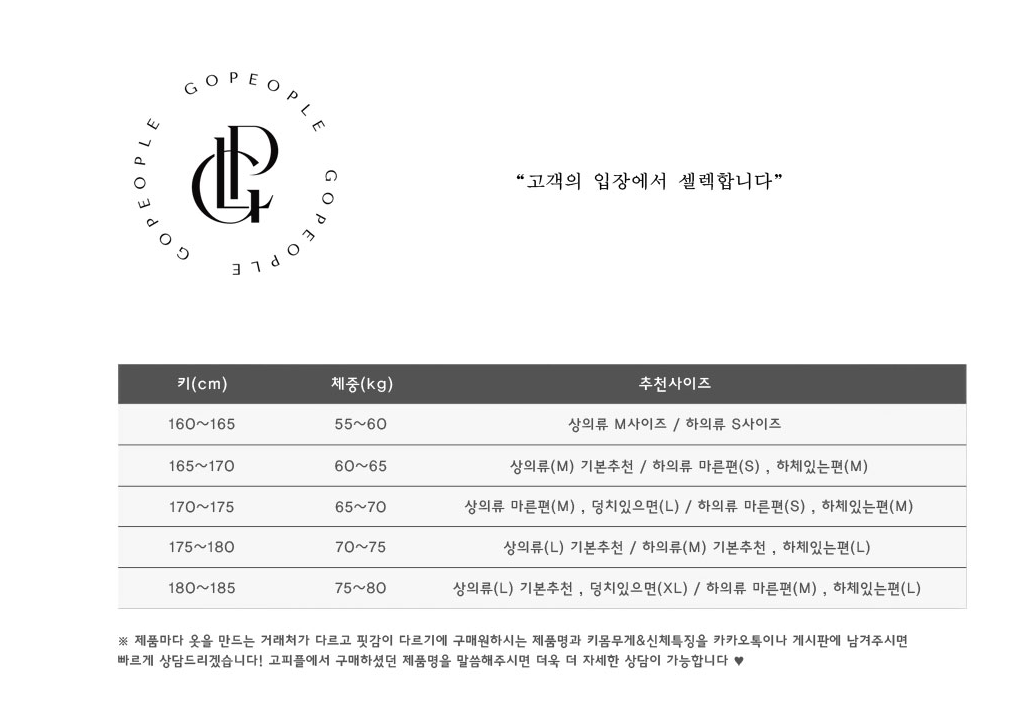 GOPEOPLE GOPEOPLE GOPEOPLE
“고객의 입장에서 셀렉합니다”
키(cm) 체중(kg) 추천사이즈
160~165 55~60 상의류 M사이즈 / 하의류 S사이즈
165~170 60~65 상의류(M) 기본추천 / 하의류 마른편(S) , 하체있는편(M)
170~175 65~70 상의류 마른편(M) , 덩치있으면(L) / 하의류 마른편(S) , 하체있는편(M)
175~180 70~75 상의류(L) 기본추천 / 하의류(M) 기본추천 , 하체있는편(L)
180~185 75~80 상의류(L) 기본추천 , 덩치있으면(XL) / 하의류 마른편(M) , 하체있는편(L)
※ 제품마다 옷을 만드는 거래처가 다르고 핏감이 다르기에 구매원하시는 제품명과 키몸무게&신체특징을 카카오톡이나 게시판에 남겨주시면
빠르게 상담드리겠습니다! 고피플에서 구매하셨던 제품명을 말씀해주시면 더욱 더 자세한 상담이 가능합니다 ♥